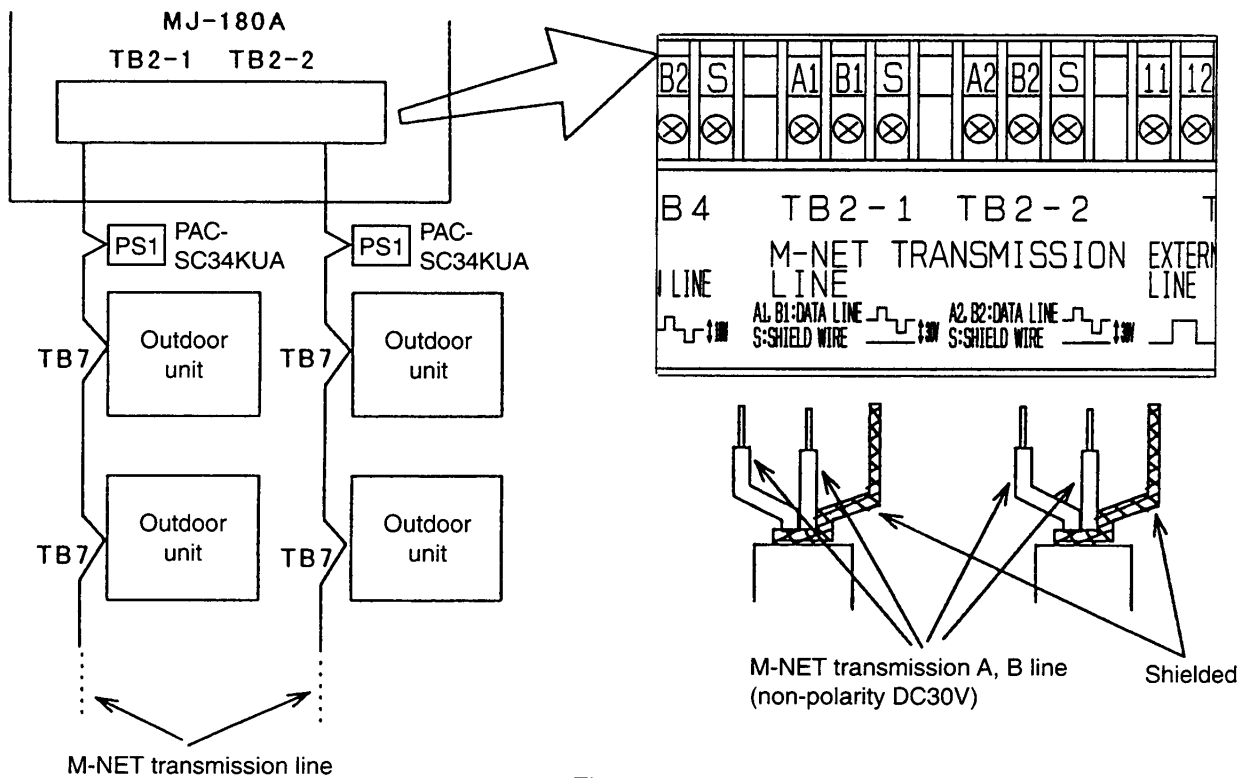 MJ-180A
TB2-1 TB2-2
PS1 PAC-
SC34KUA
PS1 PAC-
SC34KUA
TB7
Outdoor
unit
TB7
Outdoor
unit
TB7
Outdoor
unit
TB7
Outdoor
unit
M-NET transmission line
B2 S A1 B1 S A2 B2 S 11 12
B4 TB2-1 TB2-2 T
M-NET TRANSMISSION
LINE
LINE
EXTERN
LINE
A1, B1:DATA LINE
S:SHIELD WIRE
30V
A2, B2:DATA LINE
S:SHIELD WIRE
30V
M-NET transmission A, B line
(non-polarity DC30V)
Shielded